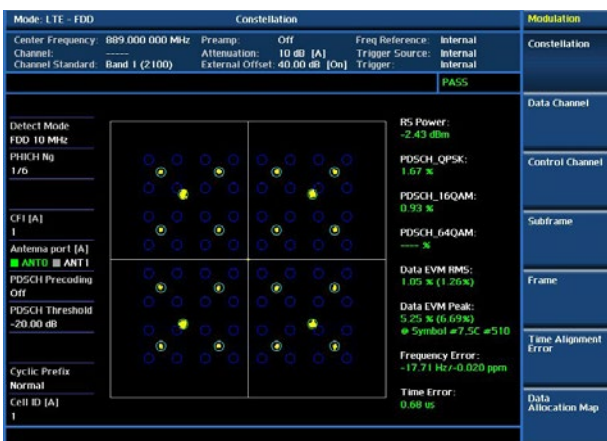 Mode: LTE - FDD
Constellation
Modulation
Center Frequency: 889.000 000 MHz
Preamp: Off
Freq Reference: Internal
Channel: -----
Attenuation: 10 dB [A]
Trigger Source: Internal
Channel Standard: Band 1 (2100)
External Offset: 40.00 dB [On]
Trigger: Internal
PASS
Detect Mode
FDD 10 MHz
PHICH Ng
1/6
CFI [A]
1
Antenna port [A]
ANT0 ANT1
PDSCH Precoding
Off
PDSCH Threshold
-20.00 dB
Cyclic Prefix
Normal
Cell ID [A]
1
RS Power:
-2.43 dBm
PDSCH_QPSK:
1.67 %
PDSCH_16QAM:
0.93 %
PDSCH_64QAM:
---- %
Data EVM RMS:
1.05 % (1.26%)
Data EVM Peak:
5.25 % (6.69%)
@ Symbol #7,SC #510
Frequency Error:
-17.71 Hz/-0.020 ppm
Time Error:
0.68 us
Constellation
Data Channel
Control Channel
Subframe
Frame
Time Alignment
Error
Data
Allocation Map